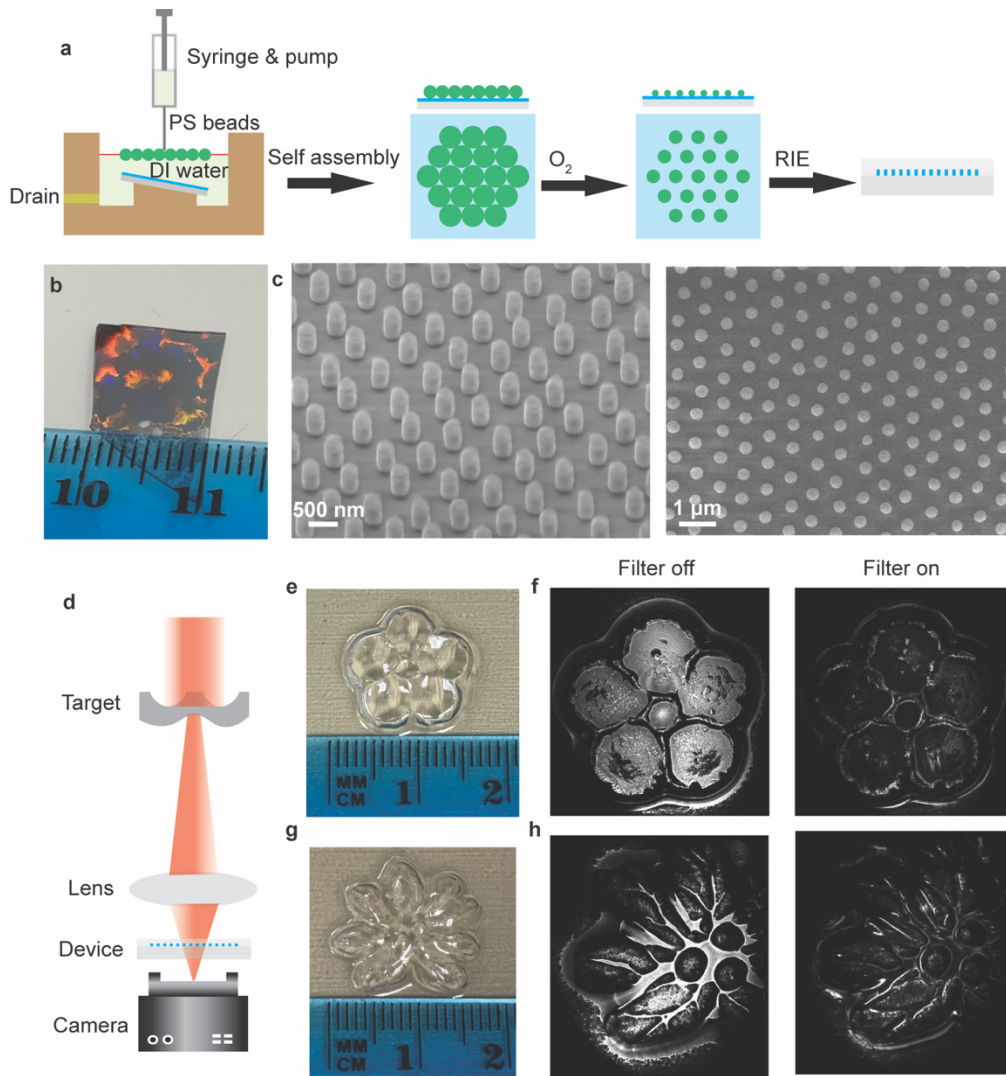 a
Syringe & pump
PS beads
DI water
Drain
Self assembly
O2
RIE
b
10 11
c
500 nm
1 µm
d
Target
Lens
Device
Camera
e
MM
CM
1 2
f
Filter off
Filter on
g
MM
CM
1 2
h